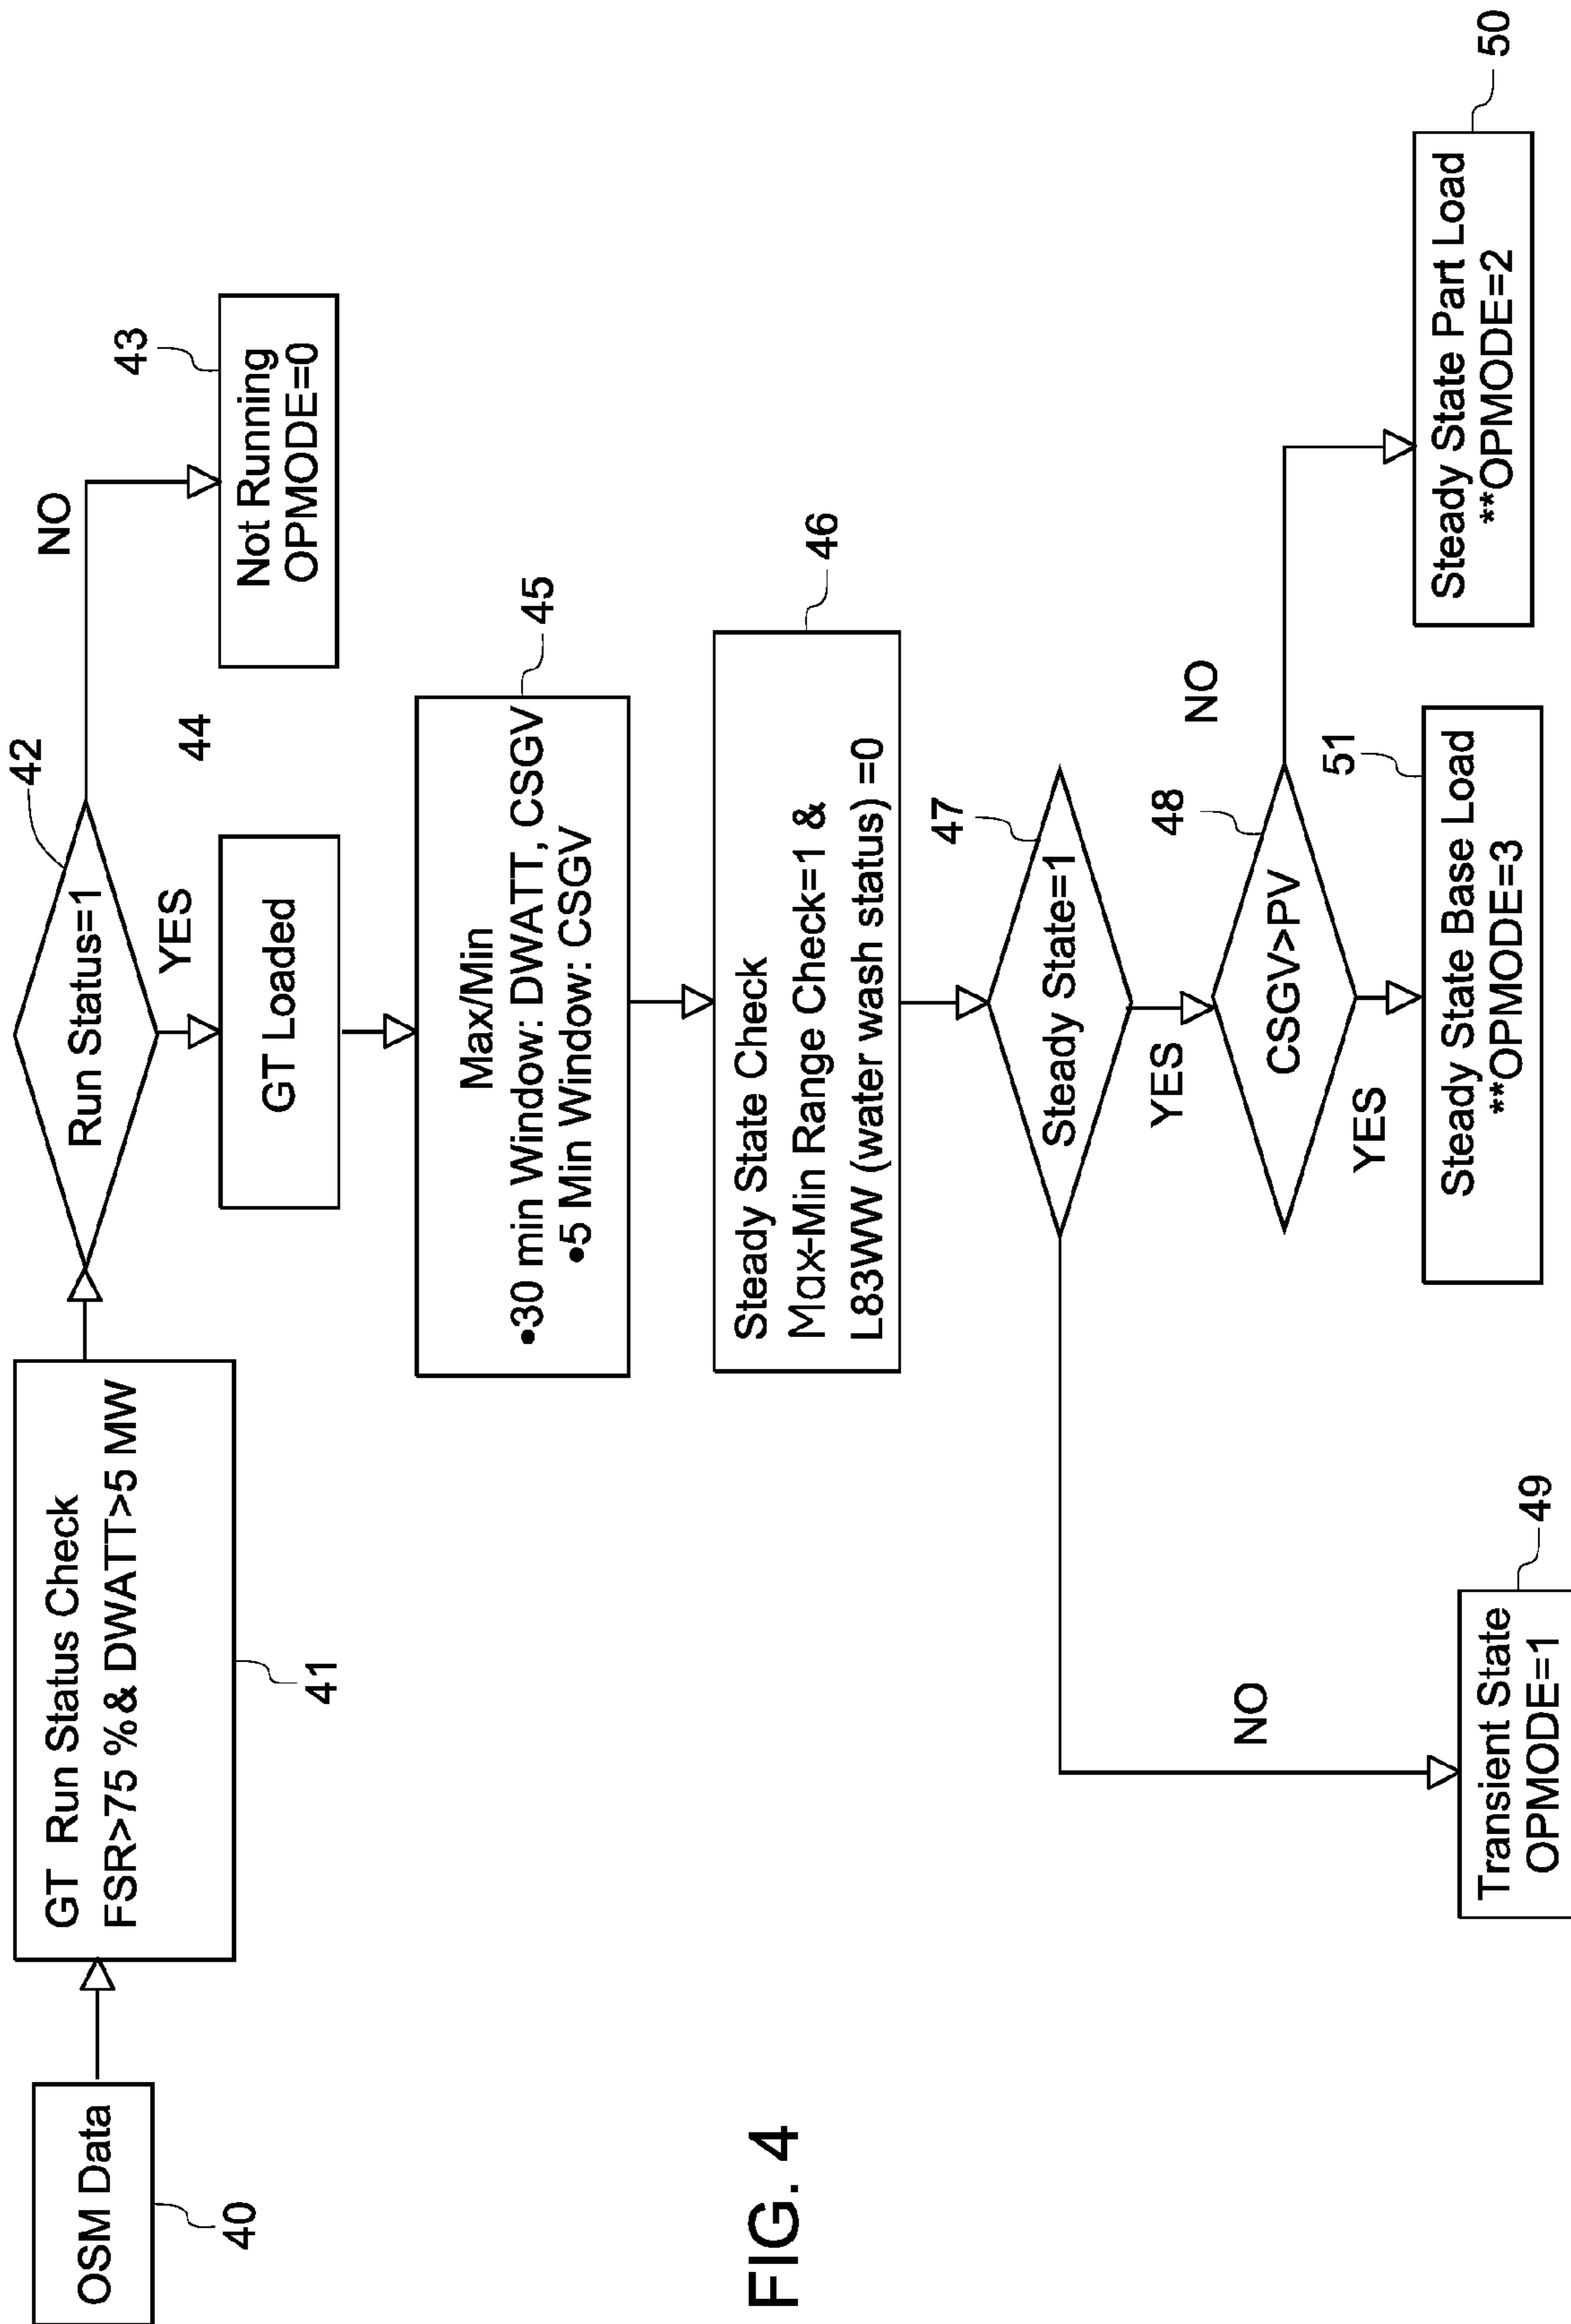 OSM Data
40
GT Run Status Check
FSR>75 % & DWATT>5 MW
41
Run Status=1
42
NO
YES
Not Running
OPMODE=0
43
44
GT Loaded
Max/Min
•30 min Window: DWATT, CSGV
•5 Min Window: CSGV
45
Steady State Check
Max-Min Range Check=1 &
L83WW (water wash status) =0
46
Steady State=1
47
YES
NO
CSGV>PV
48
NO
YES
Transient State
OPMODE=1
49
Steady State Base Load
**OPMODE=3
51
Steady State Part Load
**OPMODE=2
50
FIG. 4